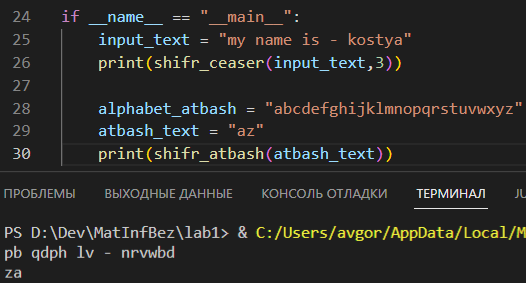 24 if __name__ == "__main__":
25 input_text = "my name is - kostya"
26 print(shifr_ceaser(input_text,3))
27
28 alphabet_atbash = "abcdefghijklmnopqrstuvwxyz"
29 atbash_text = "az"
30 print(shifr_atbash(atbash_text))
ПРОБЛЕМЫ ВЫХОДНЫЕ ДАННЫЕ КОНСОЛЬ ОТЛАДКИ ТЕРМИНАЛ JU
PS D:\Dev\MatInfBez\lab1> & C:/Users/avgor/AppData/Local/M
pb qdph lv - nrvwbd
za